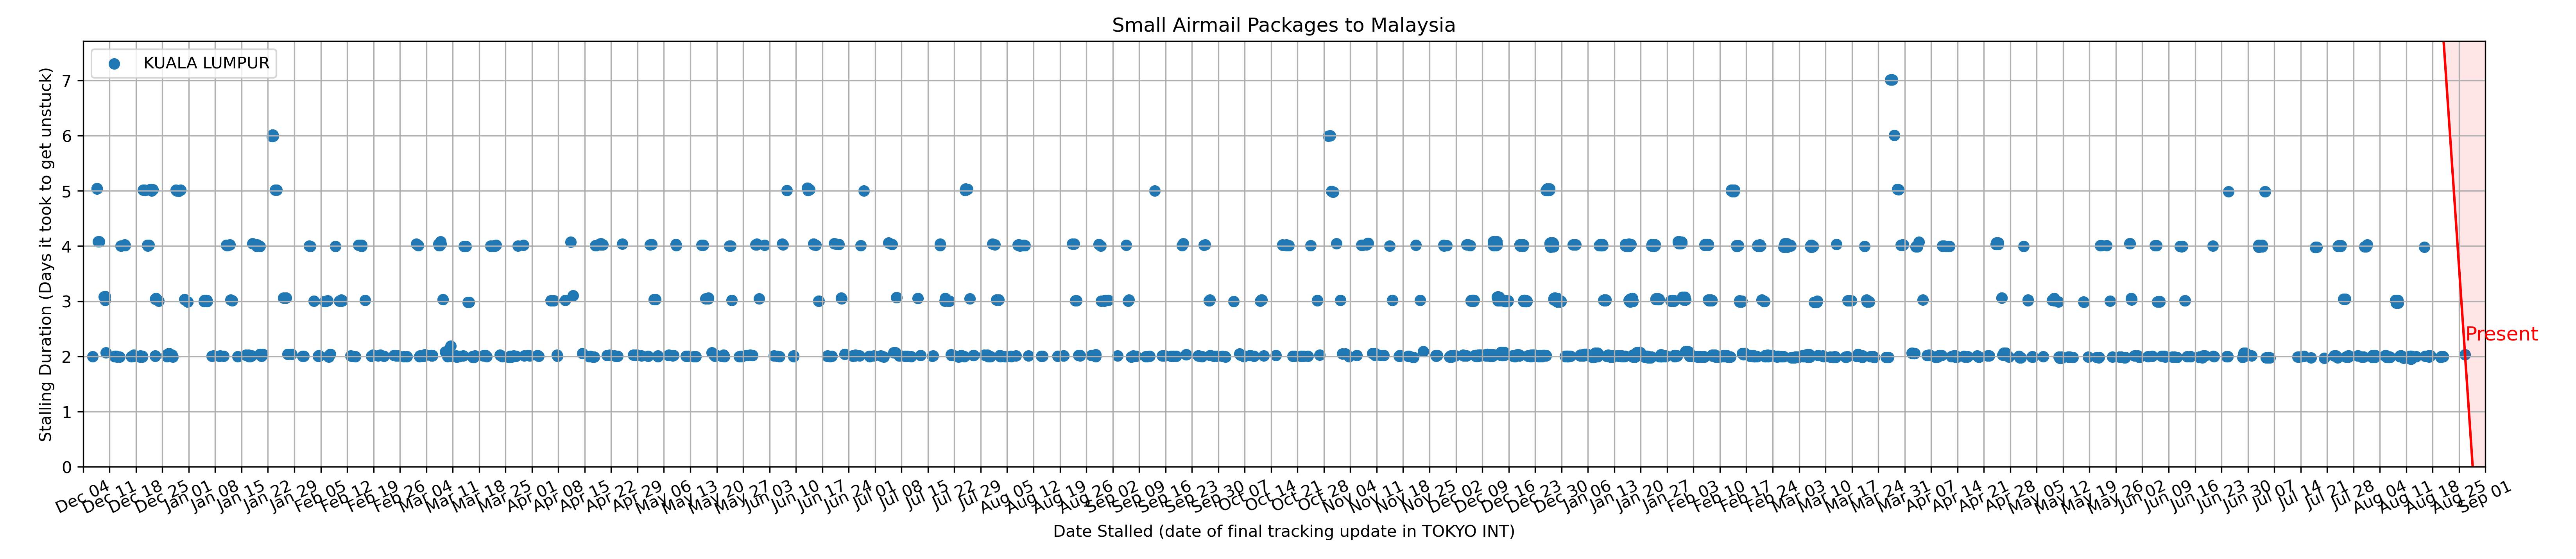 Small Airmail Packages to Malaysia
KUALA LUMPUR
Stalling Duration (Days it took to get unstuck)
7
6
5
4
3
2
1
0
Present
Dec 04 Dec 11 Dec 18 Dec 25 Jan 01 Jan 08 Jan 15 Jan 22 Jan 29 Feb 05 Feb 12 Feb 19 Feb 26 Mar 04 Mar 11 Mar 18 Mar 25 Apr 01 Apr 08 Apr 15 Apr 22 Apr 29 May 06 May 13 May 20 May 27 Jun 03 Jun 10 Jun 17 Jun 24 Jul 01 Jul 08 Jul 15 Jul 22 Jul 29 Aug 05 Aug 12 Aug 19 Aug 26 Sep 02 Sep 09 Sep 16 Sep 23 Sep 30 Oct 07 Oct 14 Oct 21 Oct 28 Nov 04 Nov 11 Nov 18 Nov 25 Dec 02 Dec 09 Dec 16 Dec 23 Dec 30 Jan 06 Jan 13 Jan 20 Jan 27 Feb 03 Feb 10 Feb 17 Feb 24 Mar 03 Mar 10 Mar 17 Mar 24 Mar 31 Apr 07 Apr 14 Apr 21 Apr 28 May 05 May 12 May 19 May 26 Jun 02 Jun 09 Jun 16 Jun 23 Jun 30 Jul 07 Jul 14 Jul 21 Jul 28 Aug 04 Aug 11 Aug 18 Aug 25 Sep 01
Date Stalled (date of final tracking update in TOKYO INT)